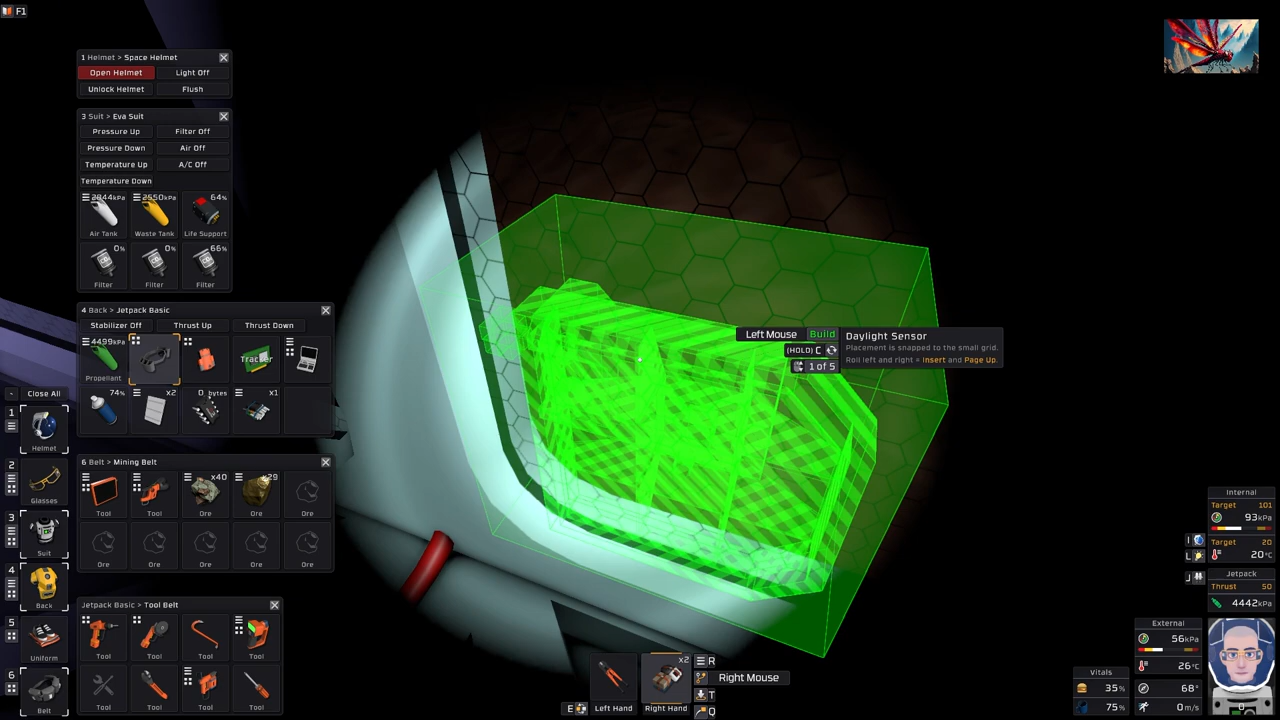 F1
1 Helmet > Space Helmet
Open Helmet
Light Off
Unlock Helmet
Flush
3 Suit > Eva Suit
Pressure Up
Filter Off
Pressure Down
Air Off
Temperature Up
A/C Off
Temperature Down
2844kPa
2550kPa
64%
Air Tank
Waste Tank
Life Support
0%
0%
66%
Filter
Filter
Filter
4 Back > Jetpack Basic
Stabilizer Off
Thrust Up
Thrust Down
4499kPa
Propellant
Tracker
74%
x2
0 bytes
x1
Close All
1
Helmet
2
Glasses
3
Suit
4
Back
5
Uniform
6
Belt
6 Belt > Mining Belt
x40
x29
Tool
Tool
Ore
Ore
Ore
Ore
Ore
Ore
Ore
Ore
Jetpack Basic > Tool Belt
Tool
Tool
Tool
Tool
Tool
Tool
Tool
Tool
Left Mouse
Build
(HOLD) C
1 of 5
Daylight Sensor
Placement is snapped to the small grid.
Roll left and right = Insert and Page Up.
E
Left Hand
x2
Right Hand
R
Right Mouse
T
Q
Internal
Target 101
93kPa
Target 20
20°C
I
L
J
Jetpack
Thrust 50
4442kPa
External
56kPa
26°C
68°
0m/s
Vitals
35%
75%
0